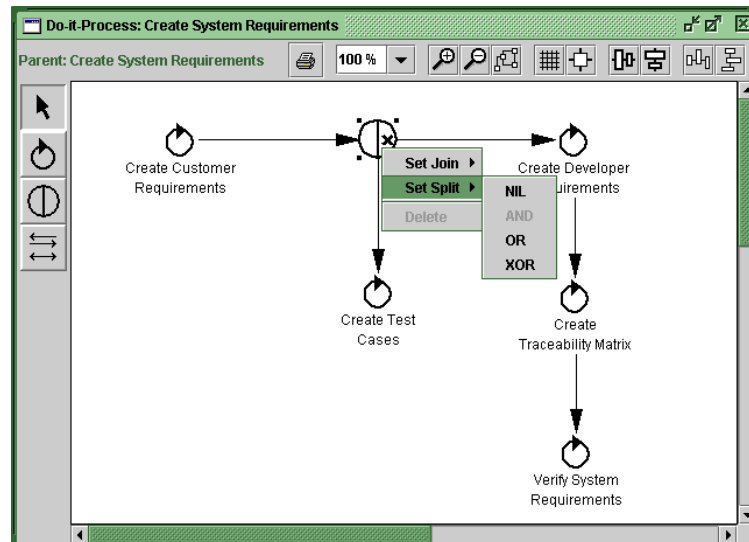 Do-it-Process: Create System Requirements
Parent: Create System Requirements
100 %
Create Customer
Requirements
Set Join
Set Split
Delete
NIL
AND
OR
XOR
Create Developer
uirements
Create Test
Cases
Create
Traceability Matrix
Verify System
Requirements